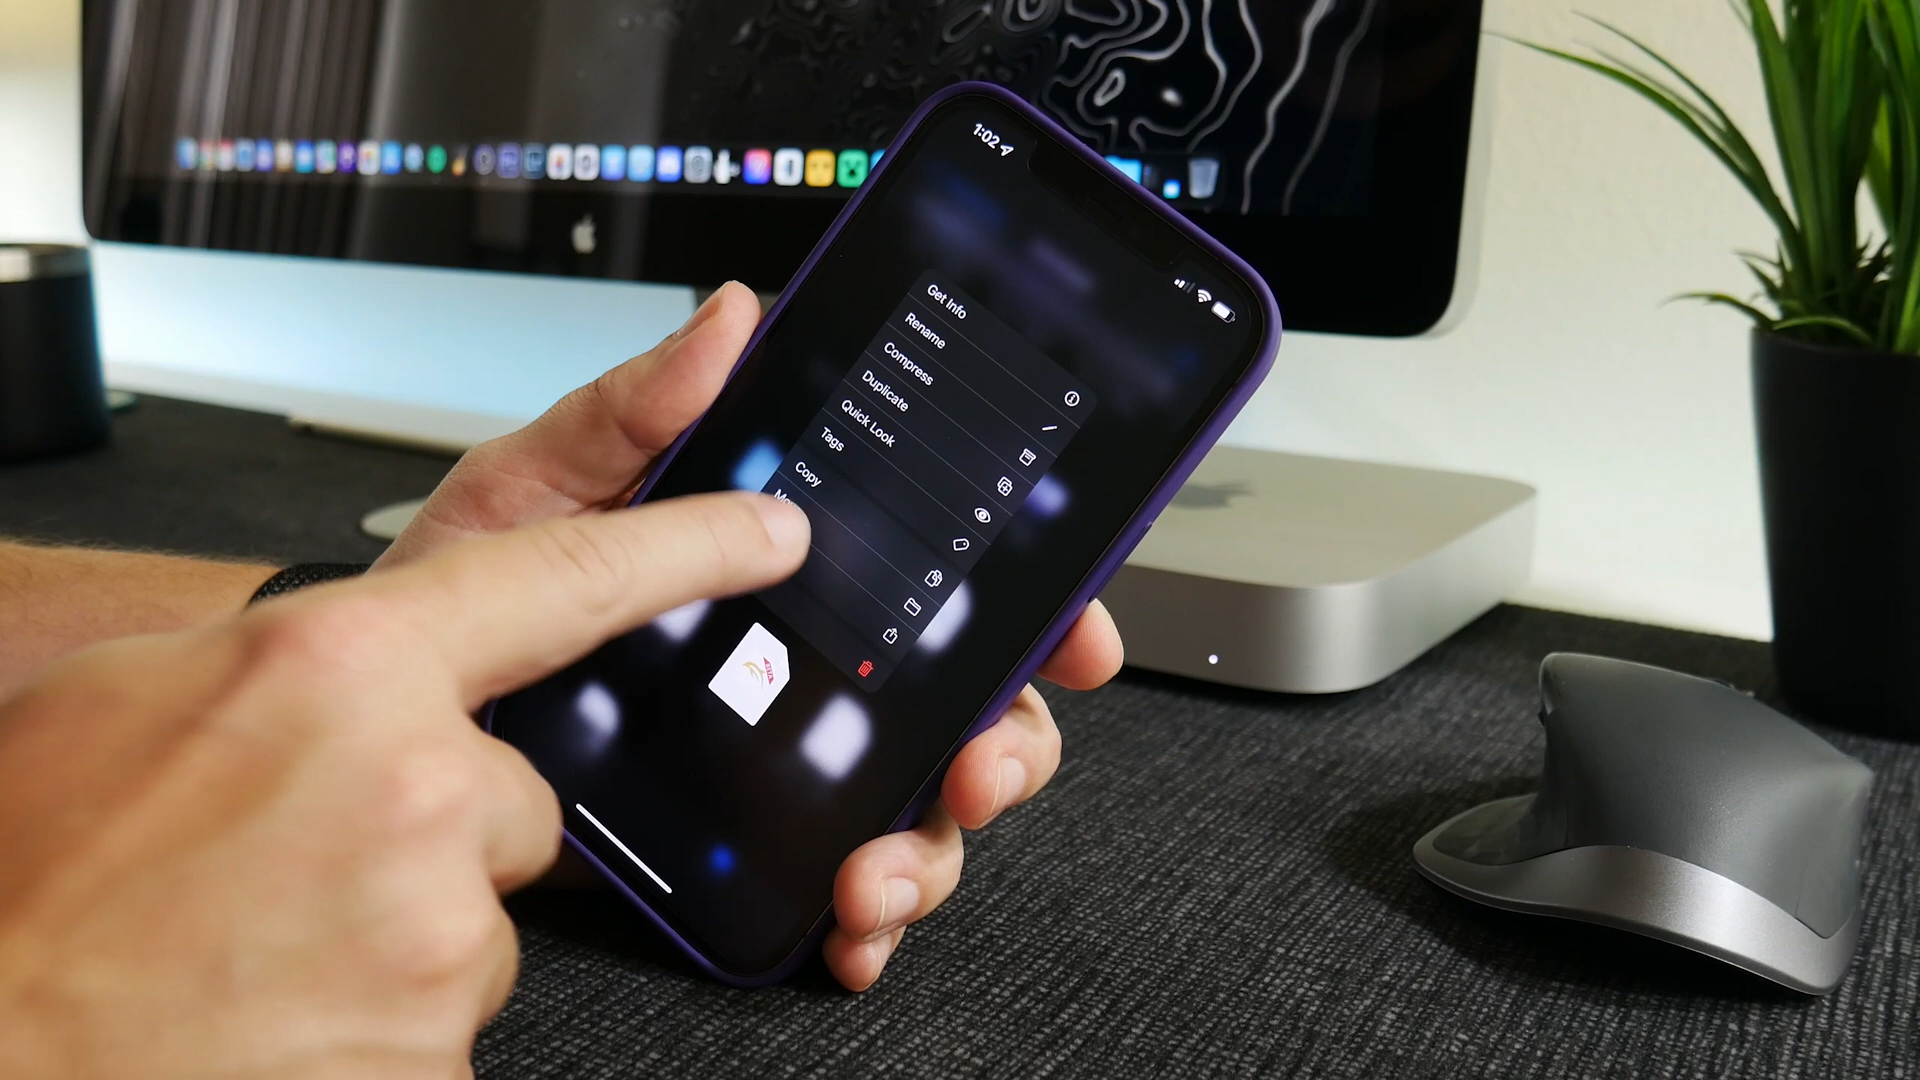 1:02
Get Info
Rename
Compress
Duplicate
Quick Look
Tags
Copy